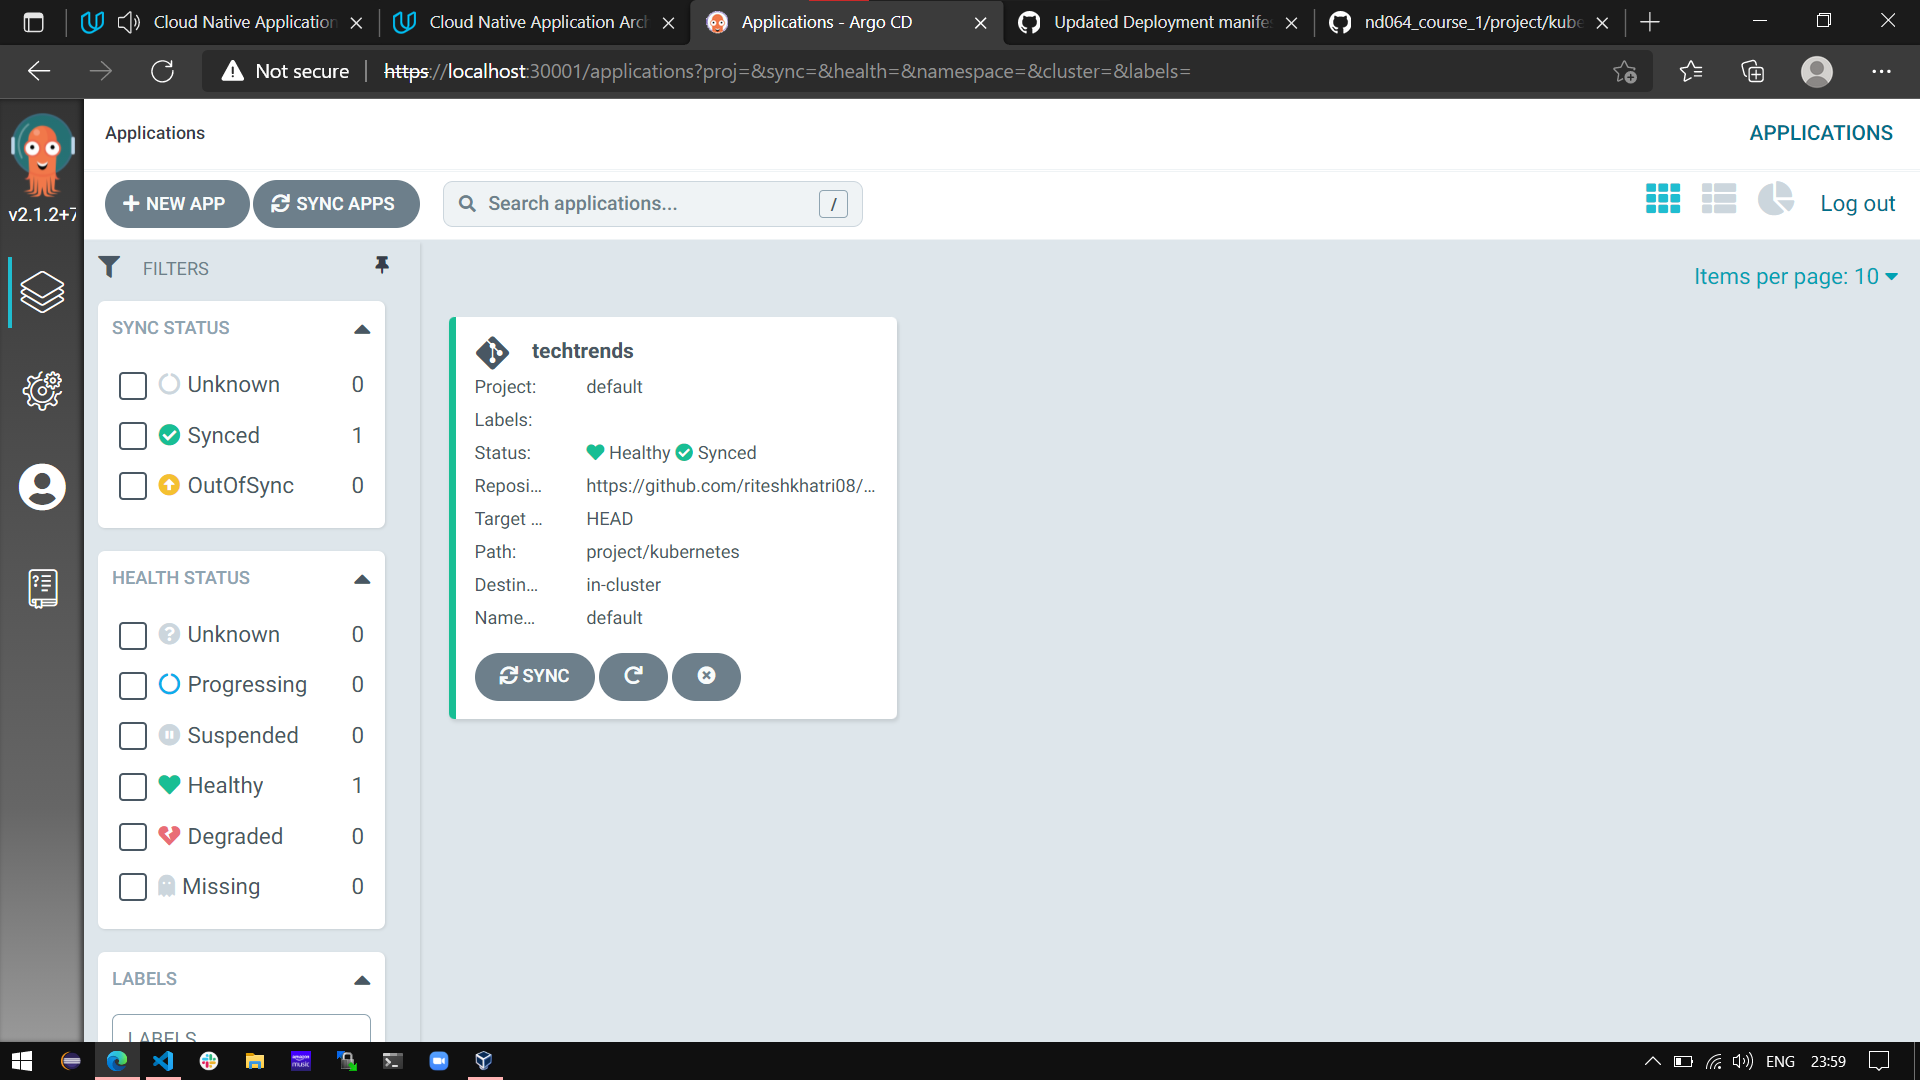 Cloud Native Application
Cloud Native Application Arch
Applications - Argo CD
Updated Deployment manifes
nd064_course_1/project/kube
Not secure
https://localhost:30001/applications?proj=&sync=&health=&namespace=&cluster=&labels=
Applications
APPLICATIONS
v2.1.2+7
NEW APP
SYNC APPS
Search applications...
/
Log out
FILTERS
Items per page: 10
SYNC STATUS
Unknown 0
Synced 1
OutOfSync 0
HEALTH STATUS
Unknown 0
Progressing 0
Suspended 0
Healthy 1
Degraded 0
Missing 0
LABELS
LABELS
techtrends
Project: default
Labels:
Status: Healthy Synced
Reposi... https://github.com/riteshkhatri08/...
Target ... HEAD
Path: project/kubernetes
Destin... in-cluster
Name... default
SYNC
amazon music
ENG
23:59